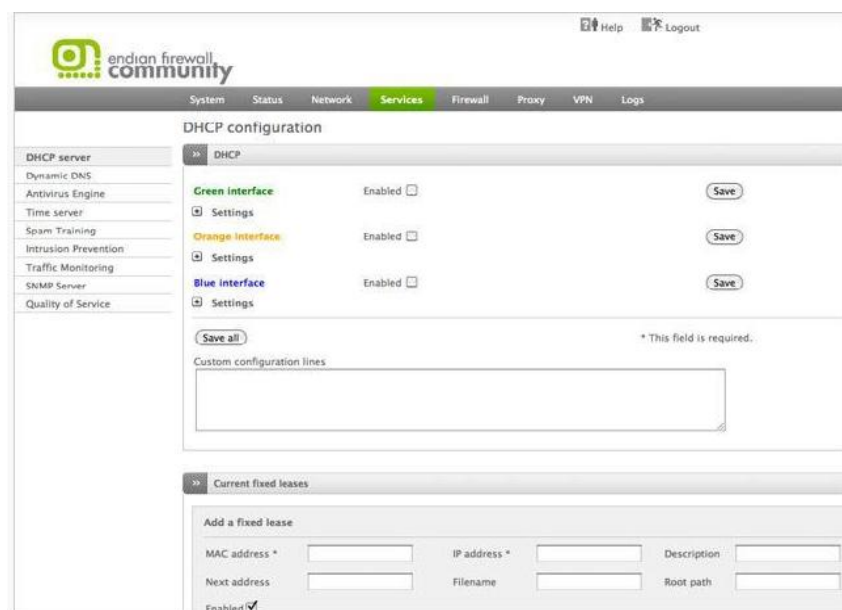 Help Logout
endian firewall
community
System Status Network Services Firewall Proxy VPN Logs
DHCP configuration
DHCP server
Dynamic DNS
Antivirus Engine
Time server
Spam Training
Intrusion Prevention
Traffic Monitoring
SNMP Server
Quality of Service
» DHCP
Green interface Enabled Save
Settings
Orange interface Enabled Save
Settings
Blue interface Enabled Save
Settings
Save all * This field is required.
Custom configuration lines
» Current fixed leases
Add a fixed lease
MAC address * IP address * Description
Next address Filename Root path
Enabled